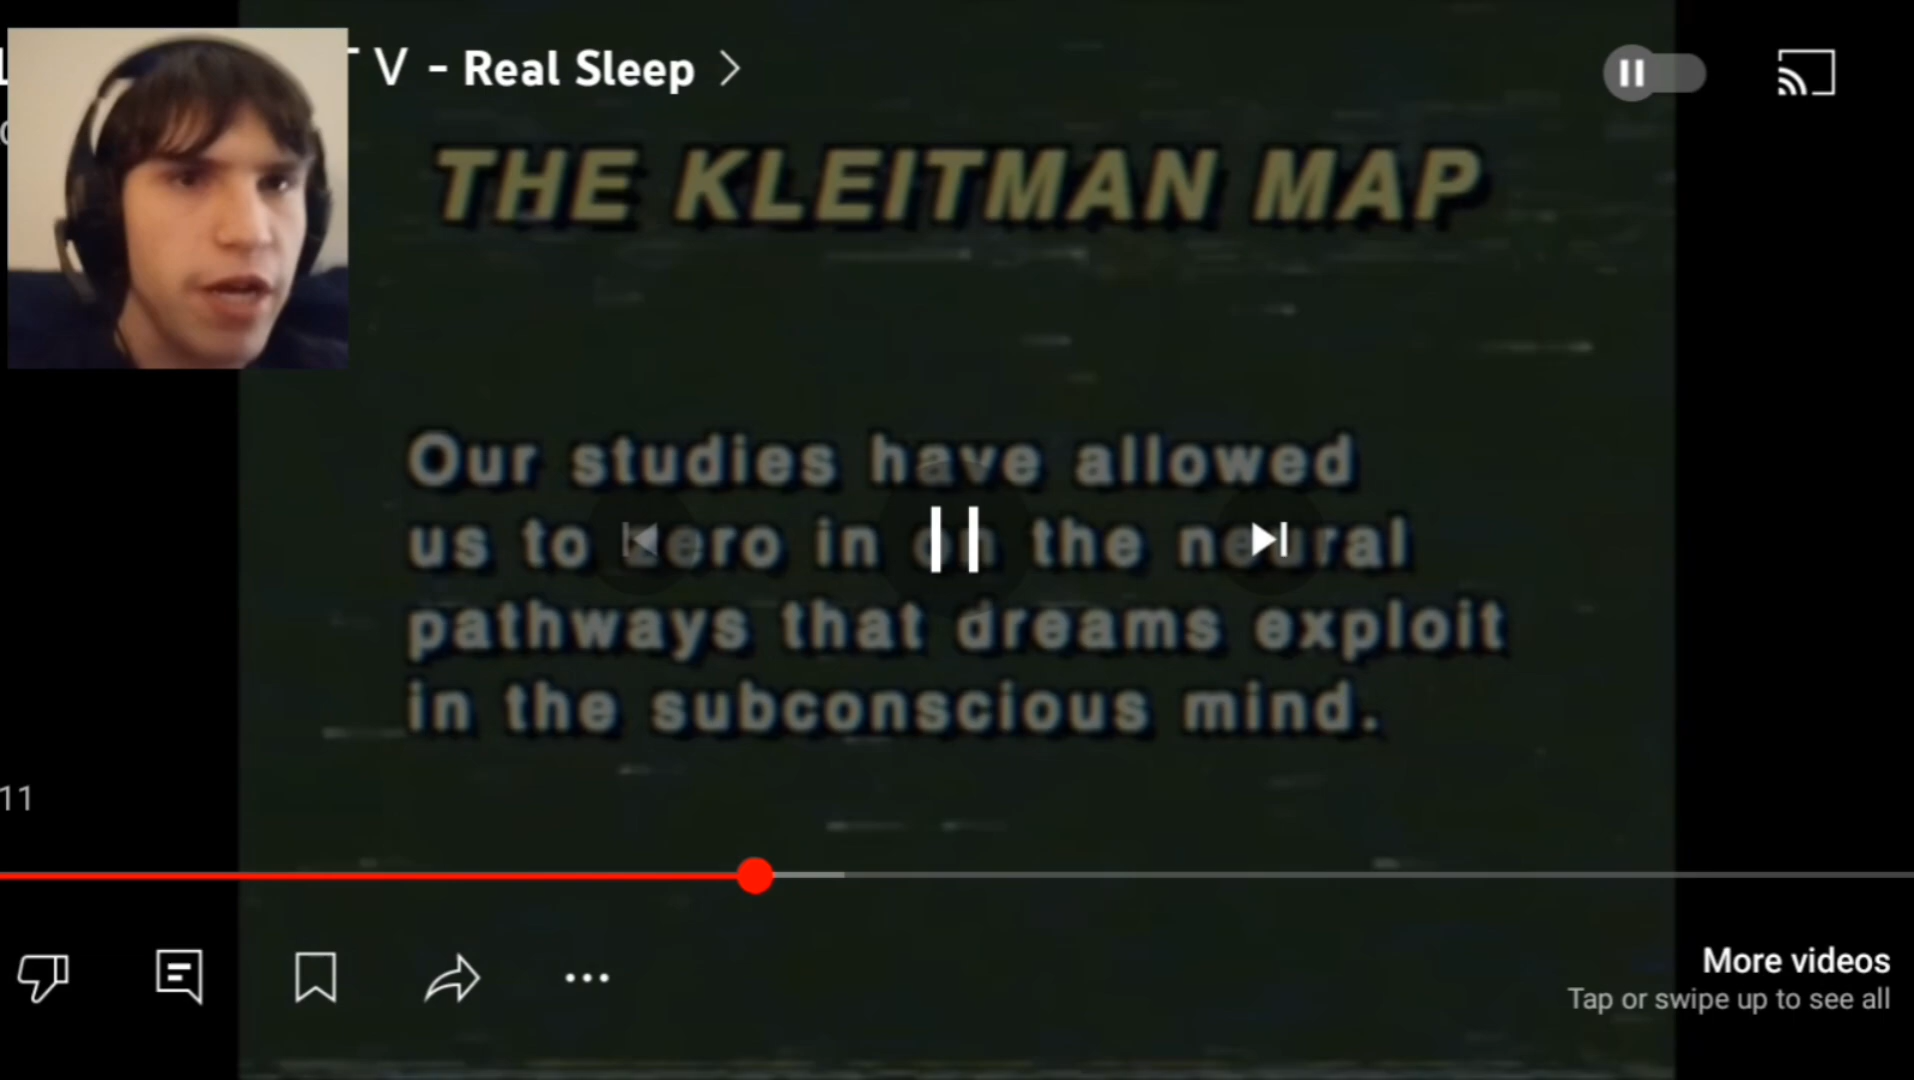 V - Real Sleep
THE KLEITMAN MAP
Our studies have allowed
us to zero in on the neural
pathways that dreams exploit
in the subconscious mind.
11
More videos
Tap or swipe up to see all